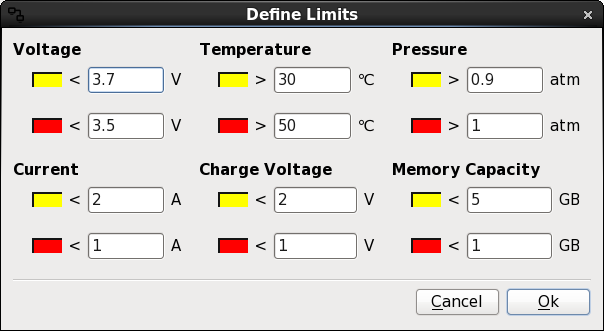 Define Limits
Voltage Temperature Pressure
< 3.7 V > 30 °C > 0.9 atm
< 3.5 V > 50 °C > 1 atm
Current Charge Voltage Memory Capacity
< 2 A < 2 V < 5 GB
< 1 A < 1 V < 1 GB
Cancel Ok